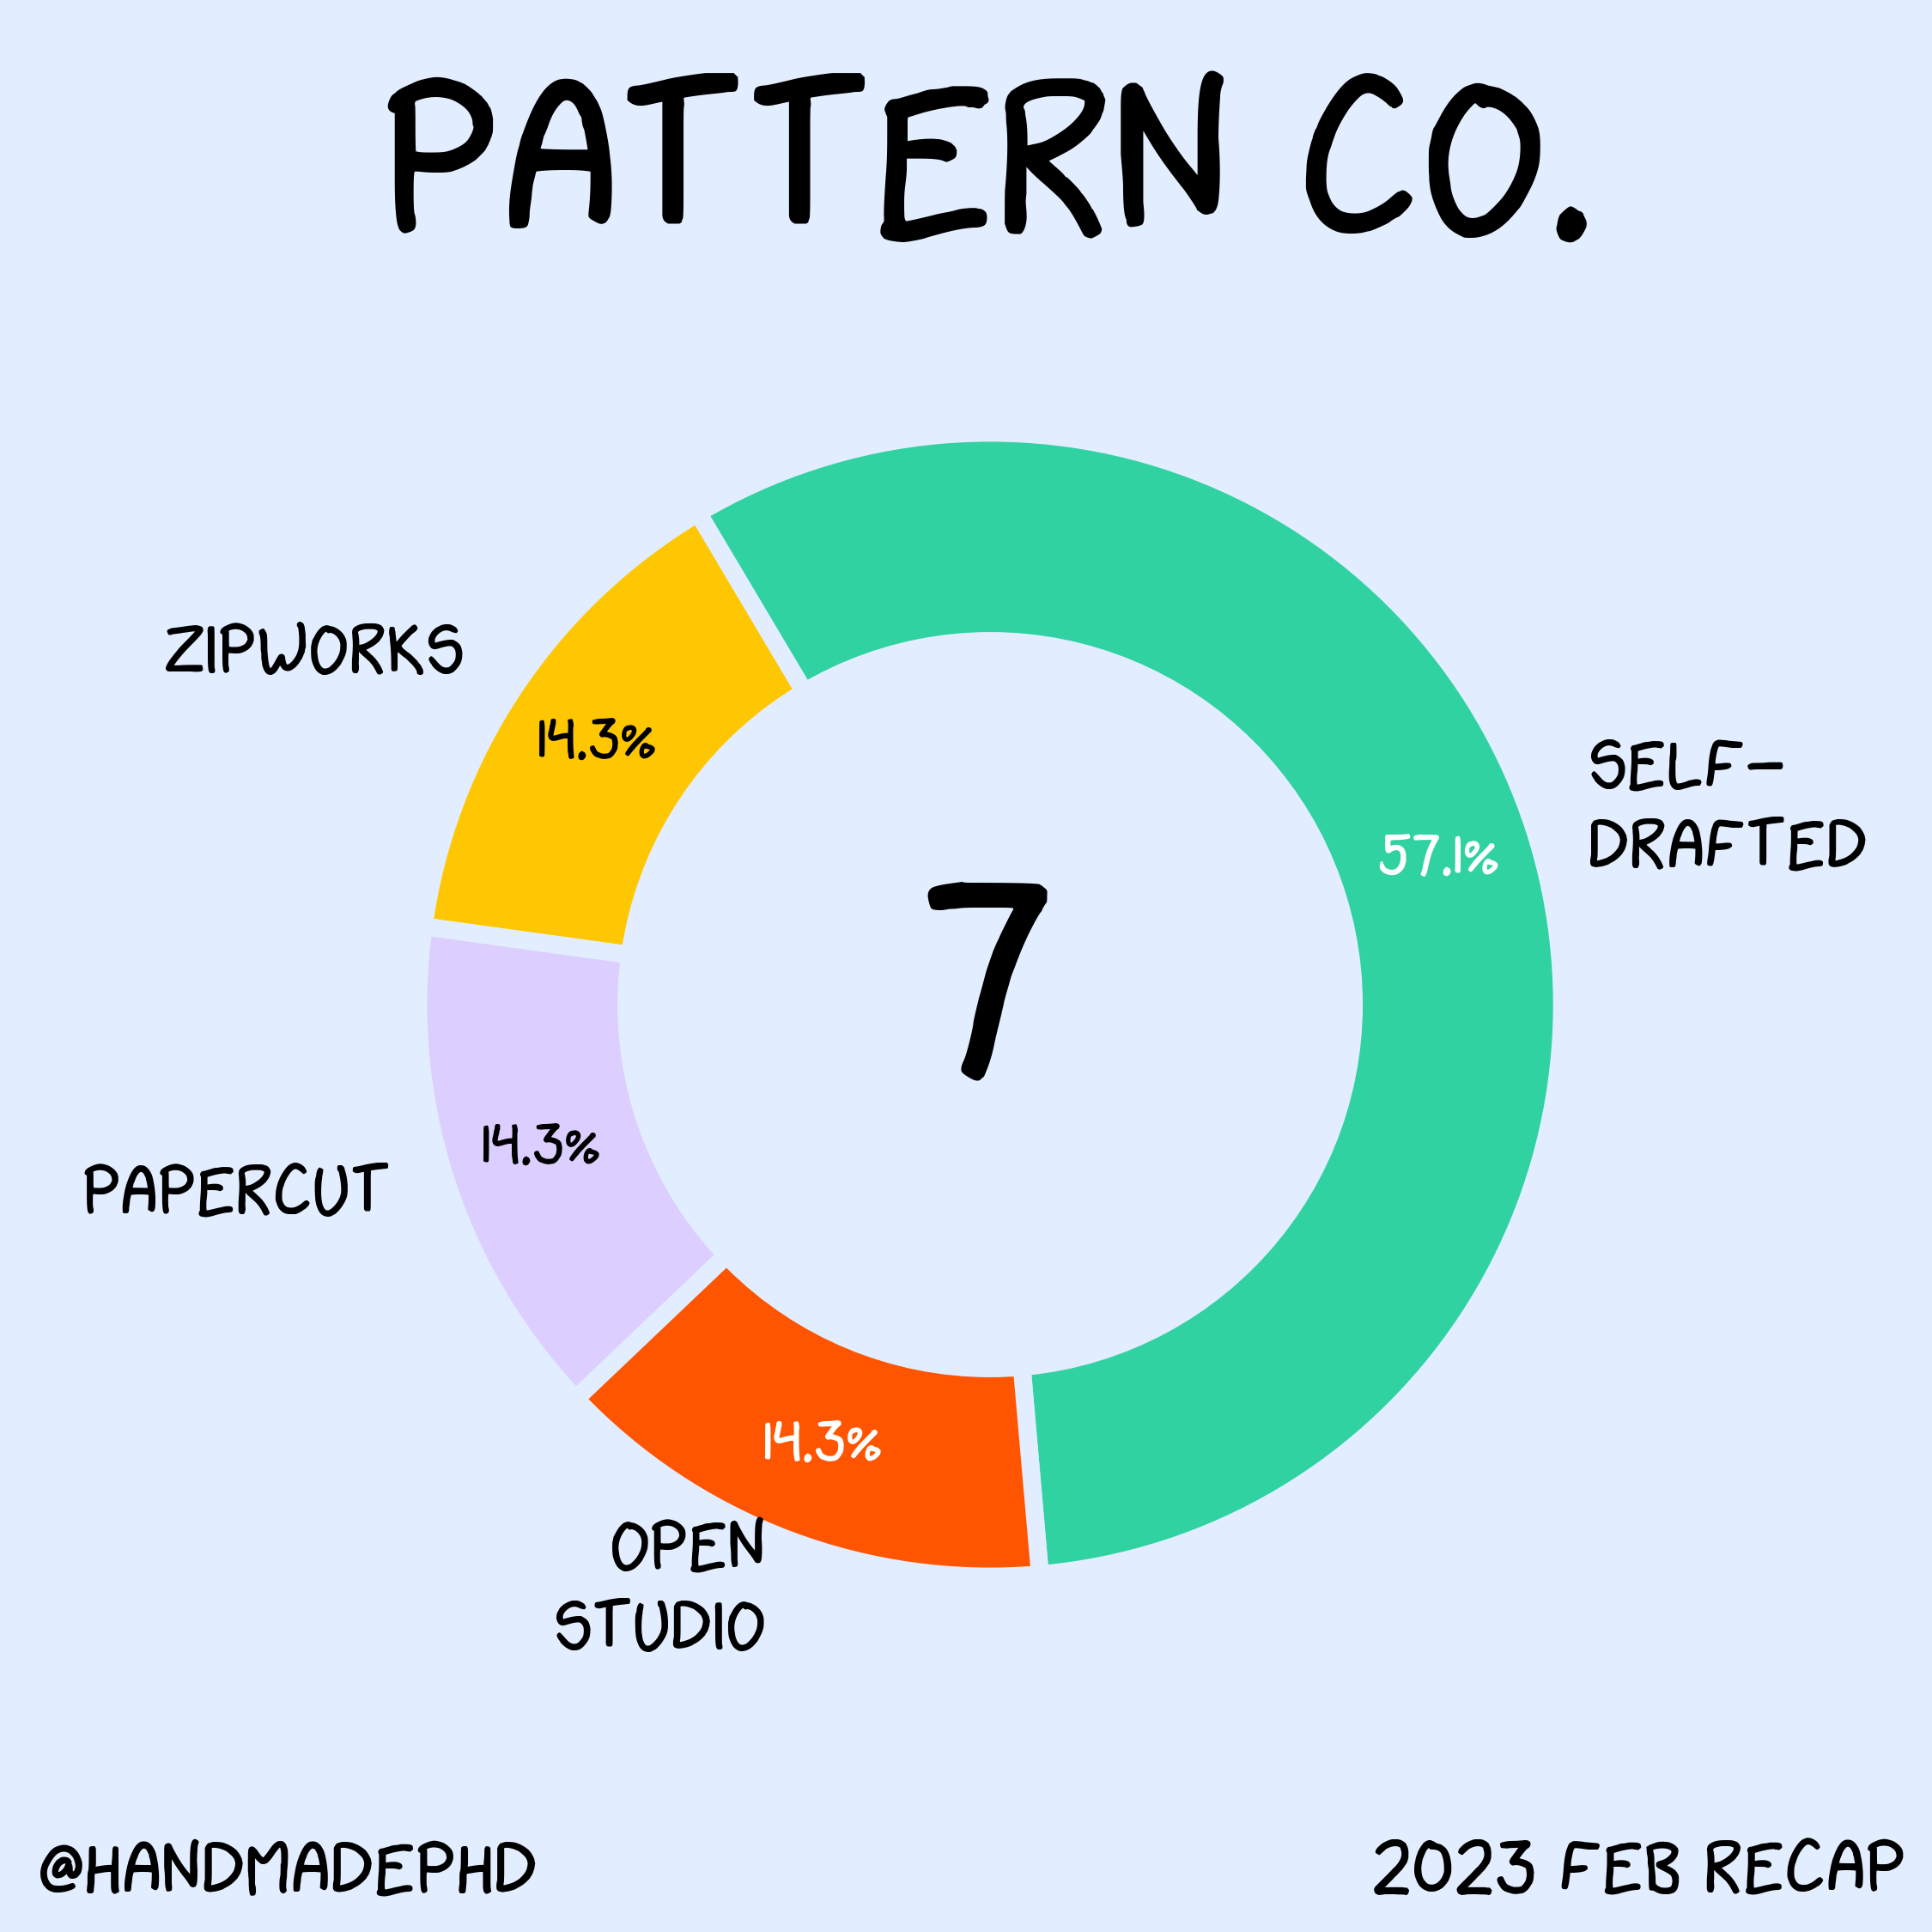 PATTERN CO.
ZIPWORKS
14.3%
SELF-
DRAFTED
57.1%
7
14.3%
PAPERCUT
14.3%
OPEN
STUDIO
@HANDMADEPHD
2023 FEB RECAP